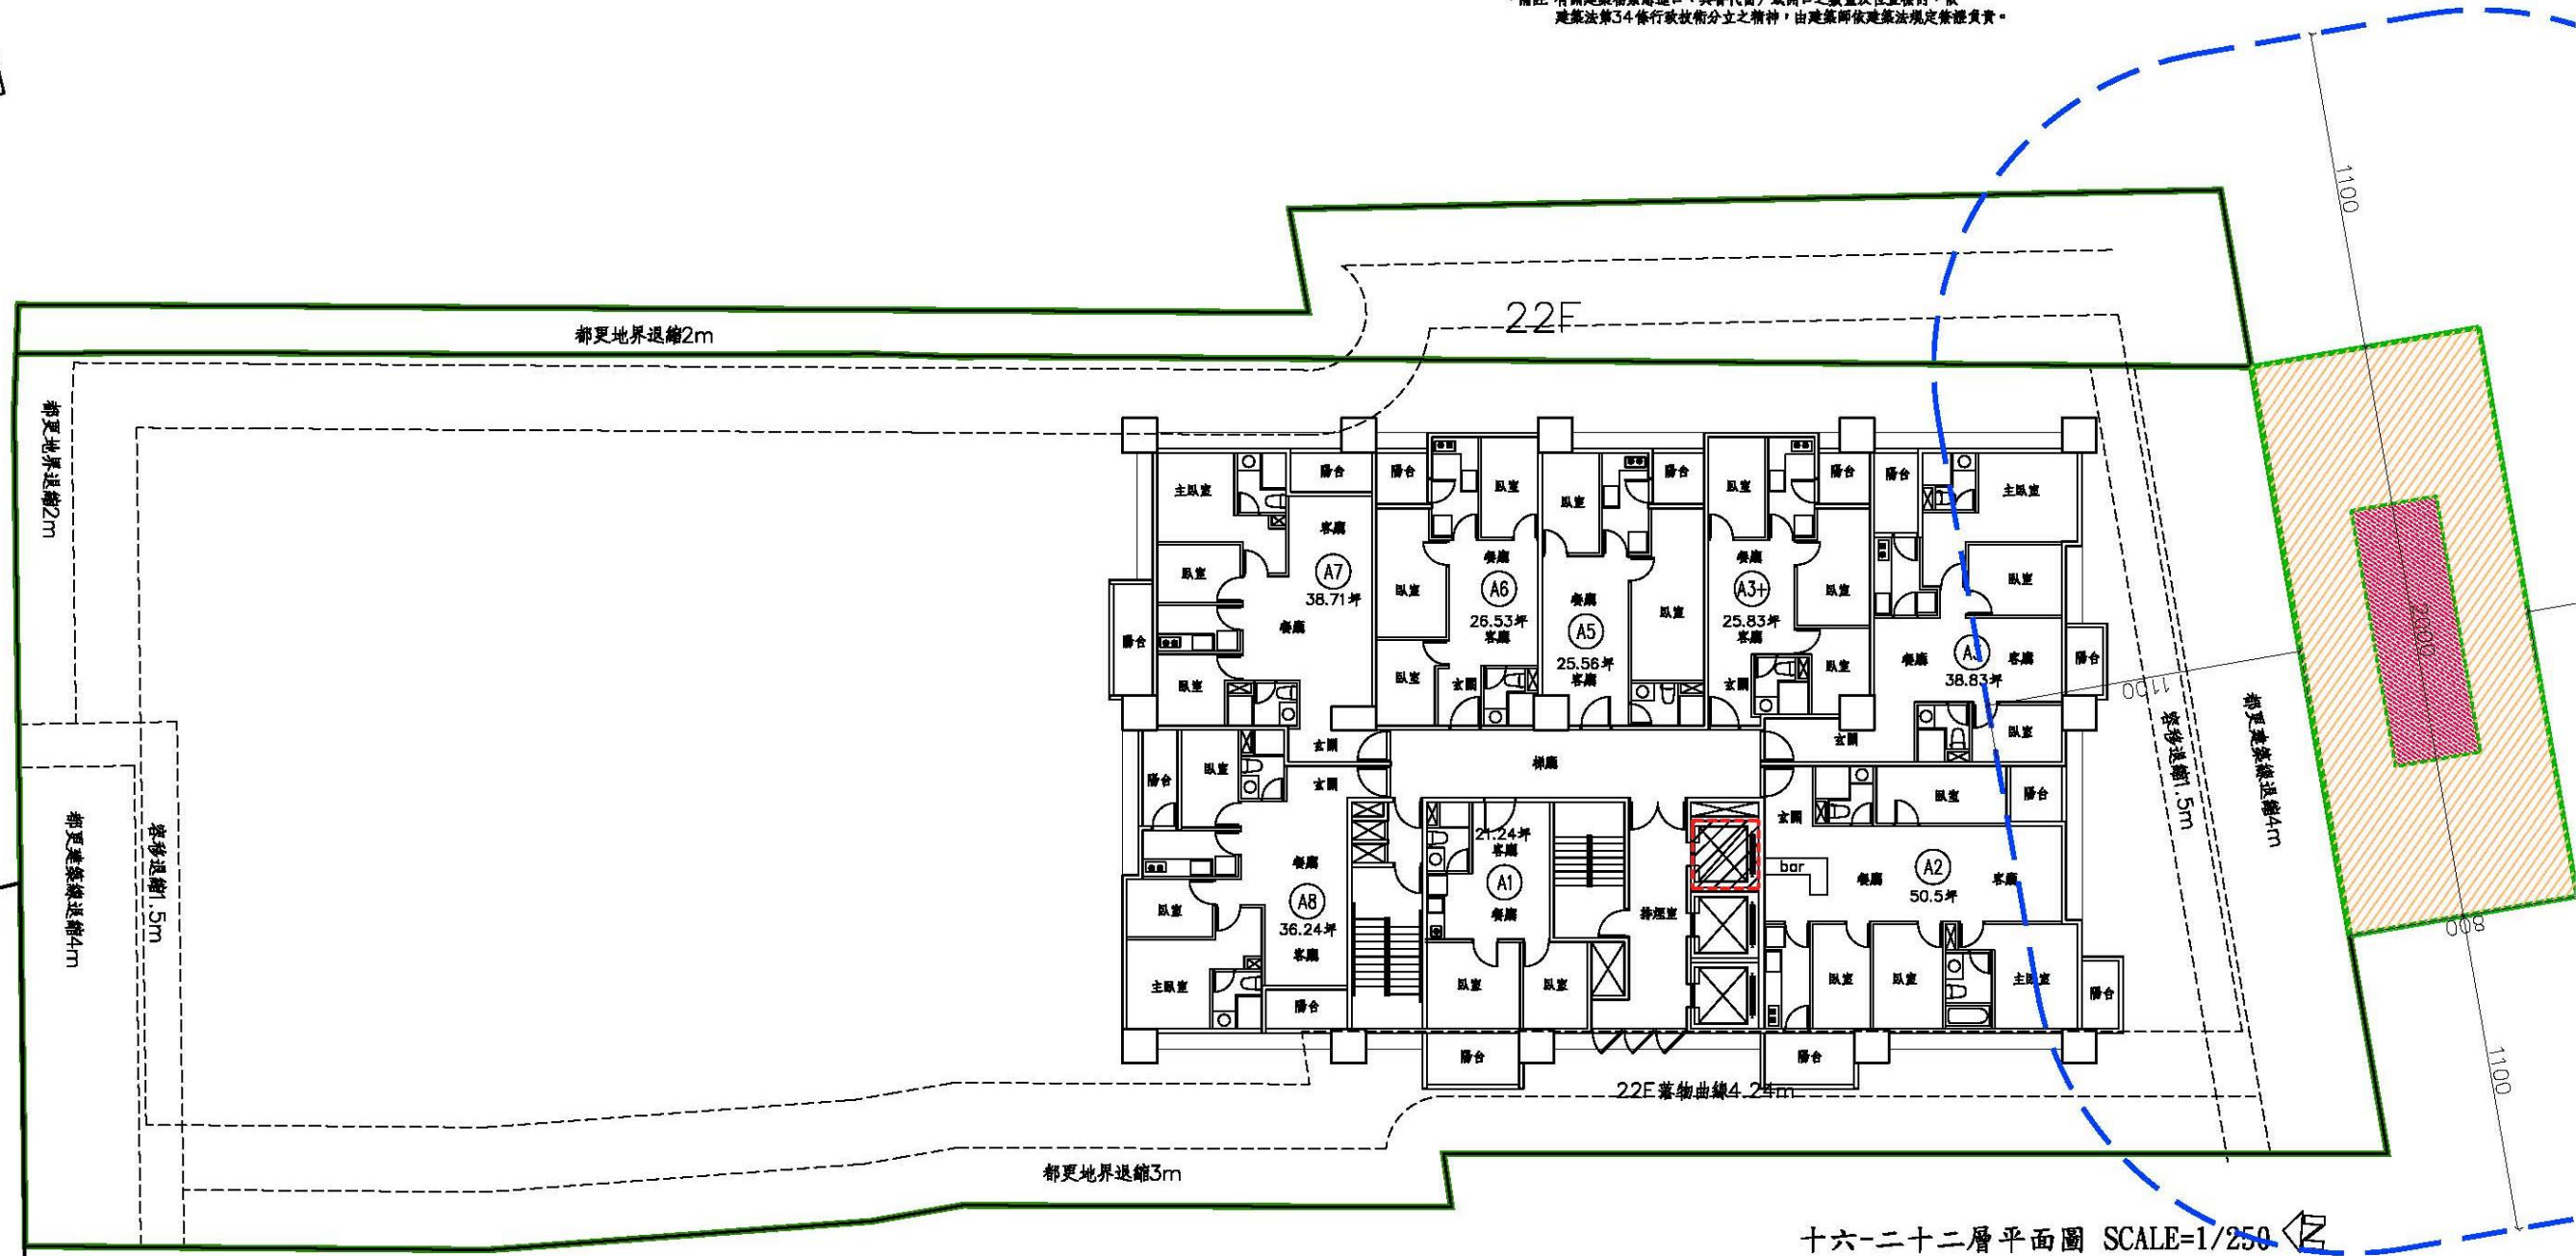 建築法第34條行政技術分立之精神，由建築師依建築法規定簽證負責。
1100
22F
都更地界退縮2m
都更地界退縮2m
陽台
陽台
陽台
陽台
陽台
主臥室
臥室
臥室
臥室
主臥室
客廳
A7
38.71坪
餐廳
臥室
臥室
陽台
臥室
臥室
餐廳
A6
26.53坪
客廳
玄關
餐廳
A5
25.56坪
客廳
臥室
餐廳
A3+
25.83坪
客廳
玄關
臥室
臥室
臥室
餐廳
客廳
38.83坪
陽台
1100
2000
玄關
玄關
臥室
梯廳
容移退縮1.5m
都更建築線退縮4m
陽台
臥室
玄關
臥室
陽台
玄關
都更建築線退縮4m
容移退縮1.5m
餐廳
A8
36.24坪
客廳
臥室
主臥室
陽台
21.24坪
客廳
A1
餐廳
臥室
臥室
排煙室
bar
餐廳
A2
50.5坪
客廳
臥室
臥室
主臥室
陽台
800
陽台
陽台
1100
22F落物曲線4.24m
都更地界退縮3m
十六-二十二層平面圖 SCALE=1/250
N